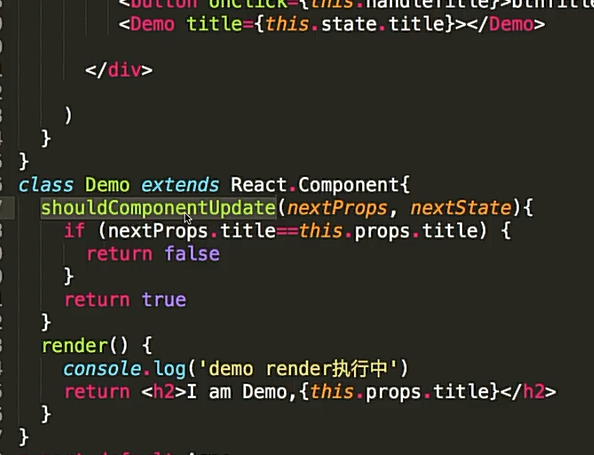 <button onClick={this.handleTitle}>btnTitle
<Demo title={this.state.title}></Demo>
</div>
)
}
}
class Demo extends React.Component{
shouldComponentUpdate(nextProps, nextState){
if (nextProps.title==this.props.title) {
return false
}
return true
}
render() {
console.log('demo render执行中')
return <h2>I am Demo,{this.props.title}</h2>
}
}